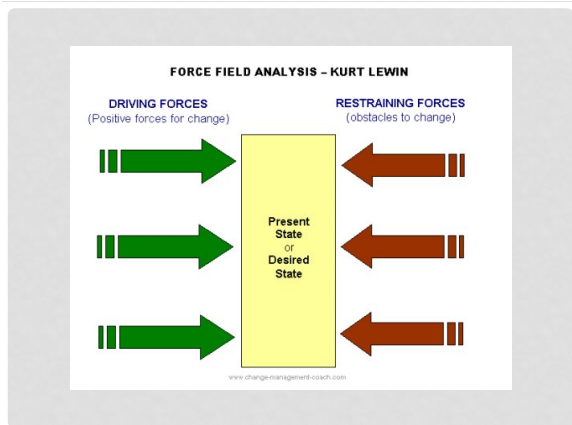 FORCE FIELD ANALYSIS – KURT LEWIN
DRIVING FORCES
(Positive forces for change)
RESTRAINING FORCES
(obstacles to change)
Present
State
or
Desired
State
www.change-management-coach.com